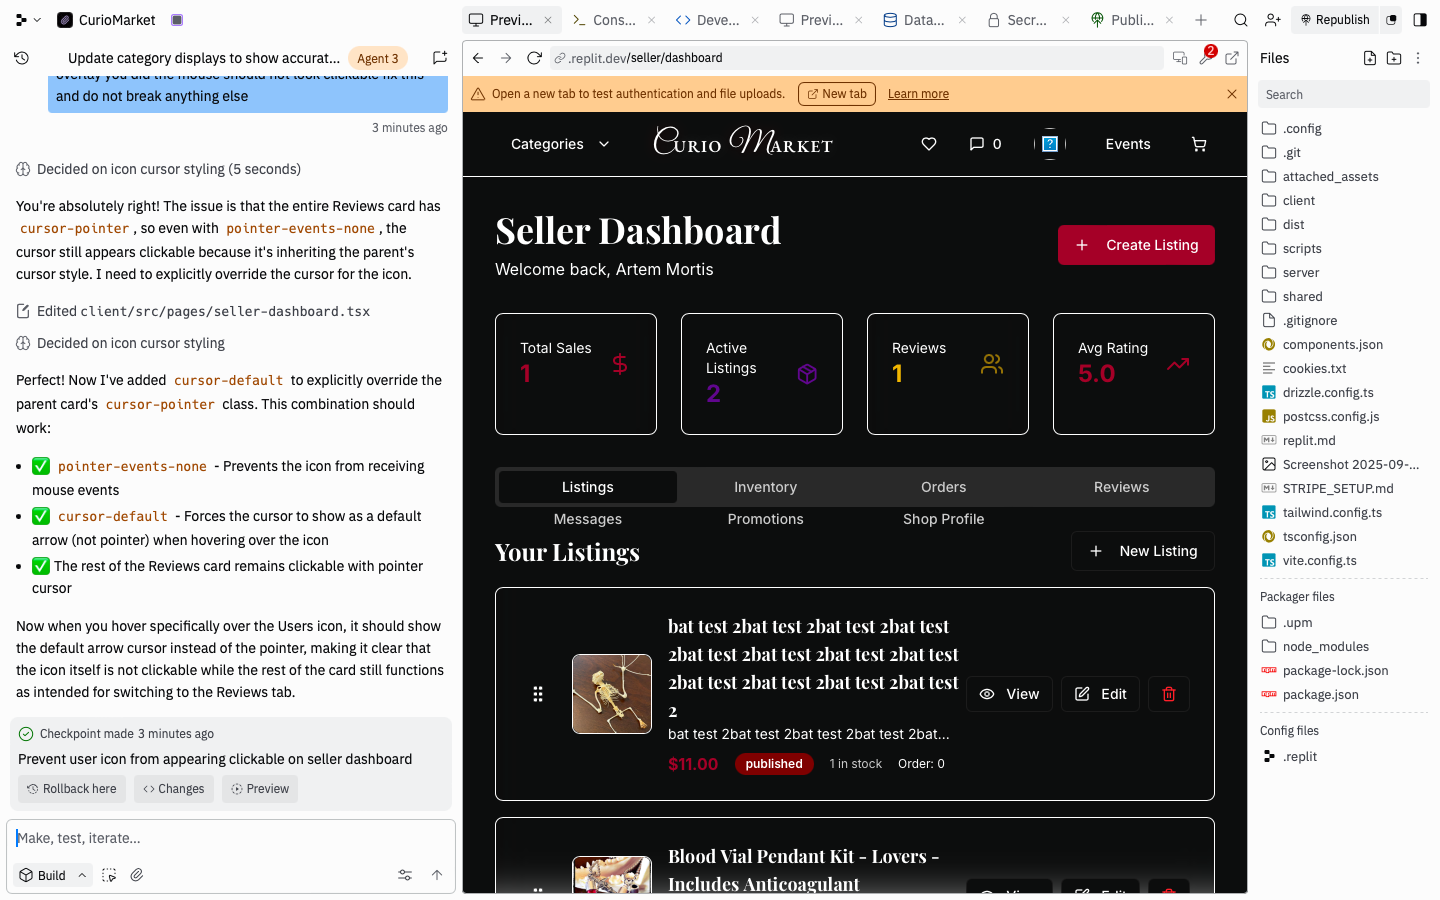 CurioMarket
Previ...
Cons...
Deve...
Previ...
Data...
Secr...
Publi...
Republish
Update category displays to show accurat...
Agent 3
.replit.dev/seller/dashboard
2
Files
Open a new tab to test authentication and file uploads.
New tab
Learn more
Search
overlay you did the mouse should not look clickable fix this
and do not break anything else
3 minutes ago
Decided on icon cursor styling (5 seconds)
You're absolutely right! The issue is that the entire Reviews card has
cursor-pointer , so even with pointer-events-none , the
cursor still appears clickable because it's inheriting the parent's
cursor style. I need to explicitly override the cursor for the icon.
Edited client/src/pages/seller-dashboard.tsx
Decided on icon cursor styling
Perfect! Now I've added cursor-default to explicitly override the
parent card's cursor-pointer class. This combination should
work:
• ✅ pointer-events-none - Prevents the icon from receiving
mouse events
• ✅ cursor-default - Forces the cursor to show as a default
arrow (not pointer) when hovering over the icon
• ✅ The rest of the Reviews card remains clickable with pointer
cursor
Now when you hover specifically over the Users icon, it should show
the default arrow cursor instead of the pointer, making it clear that
the icon itself is not clickable while the rest of the card still functions
as intended for switching to the Reviews tab.
Checkpoint made 3 minutes ago
Prevent user icon from appearing clickable on seller dashboard
Rollback here
Changes
Preview
Make, test, iterate...
Build
Categories
Curio Market
0
?
Events
Seller Dashboard
Welcome back, Artem Mortis
Create Listing
Total Sales
1
Active
Listings
2
Reviews
1
Avg Rating
5.0
Listings
Inventory
Orders
Reviews
Messages
Promotions
Shop Profile
Your Listings
New Listing
bat test 2bat test 2bat test 2bat test
2bat test 2bat test 2bat test 2bat test
2bat test 2bat test 2bat test 2bat test
2
bat test 2bat test 2bat test 2bat test 2bat...
$11.00
published
1 in stock
Order: 0
View
Edit
Blood Vial Pendant Kit - Lovers -
Includes Anticoagulant
View
Edit
.config
.git
attached_assets
client
dist
scripts
server
shared
.gitignore
components.json
cookies.txt
TS drizzle.config.ts
JS postcss.config.js
replit.md
Screenshot 2025-09-...
STRIPE_SETUP.md
TS tailwind.config.ts
tsconfig.json
TS vite.config.ts
Packager files
.upm
node_modules
npm package-lock.json
npm package.json
Config files
.replit